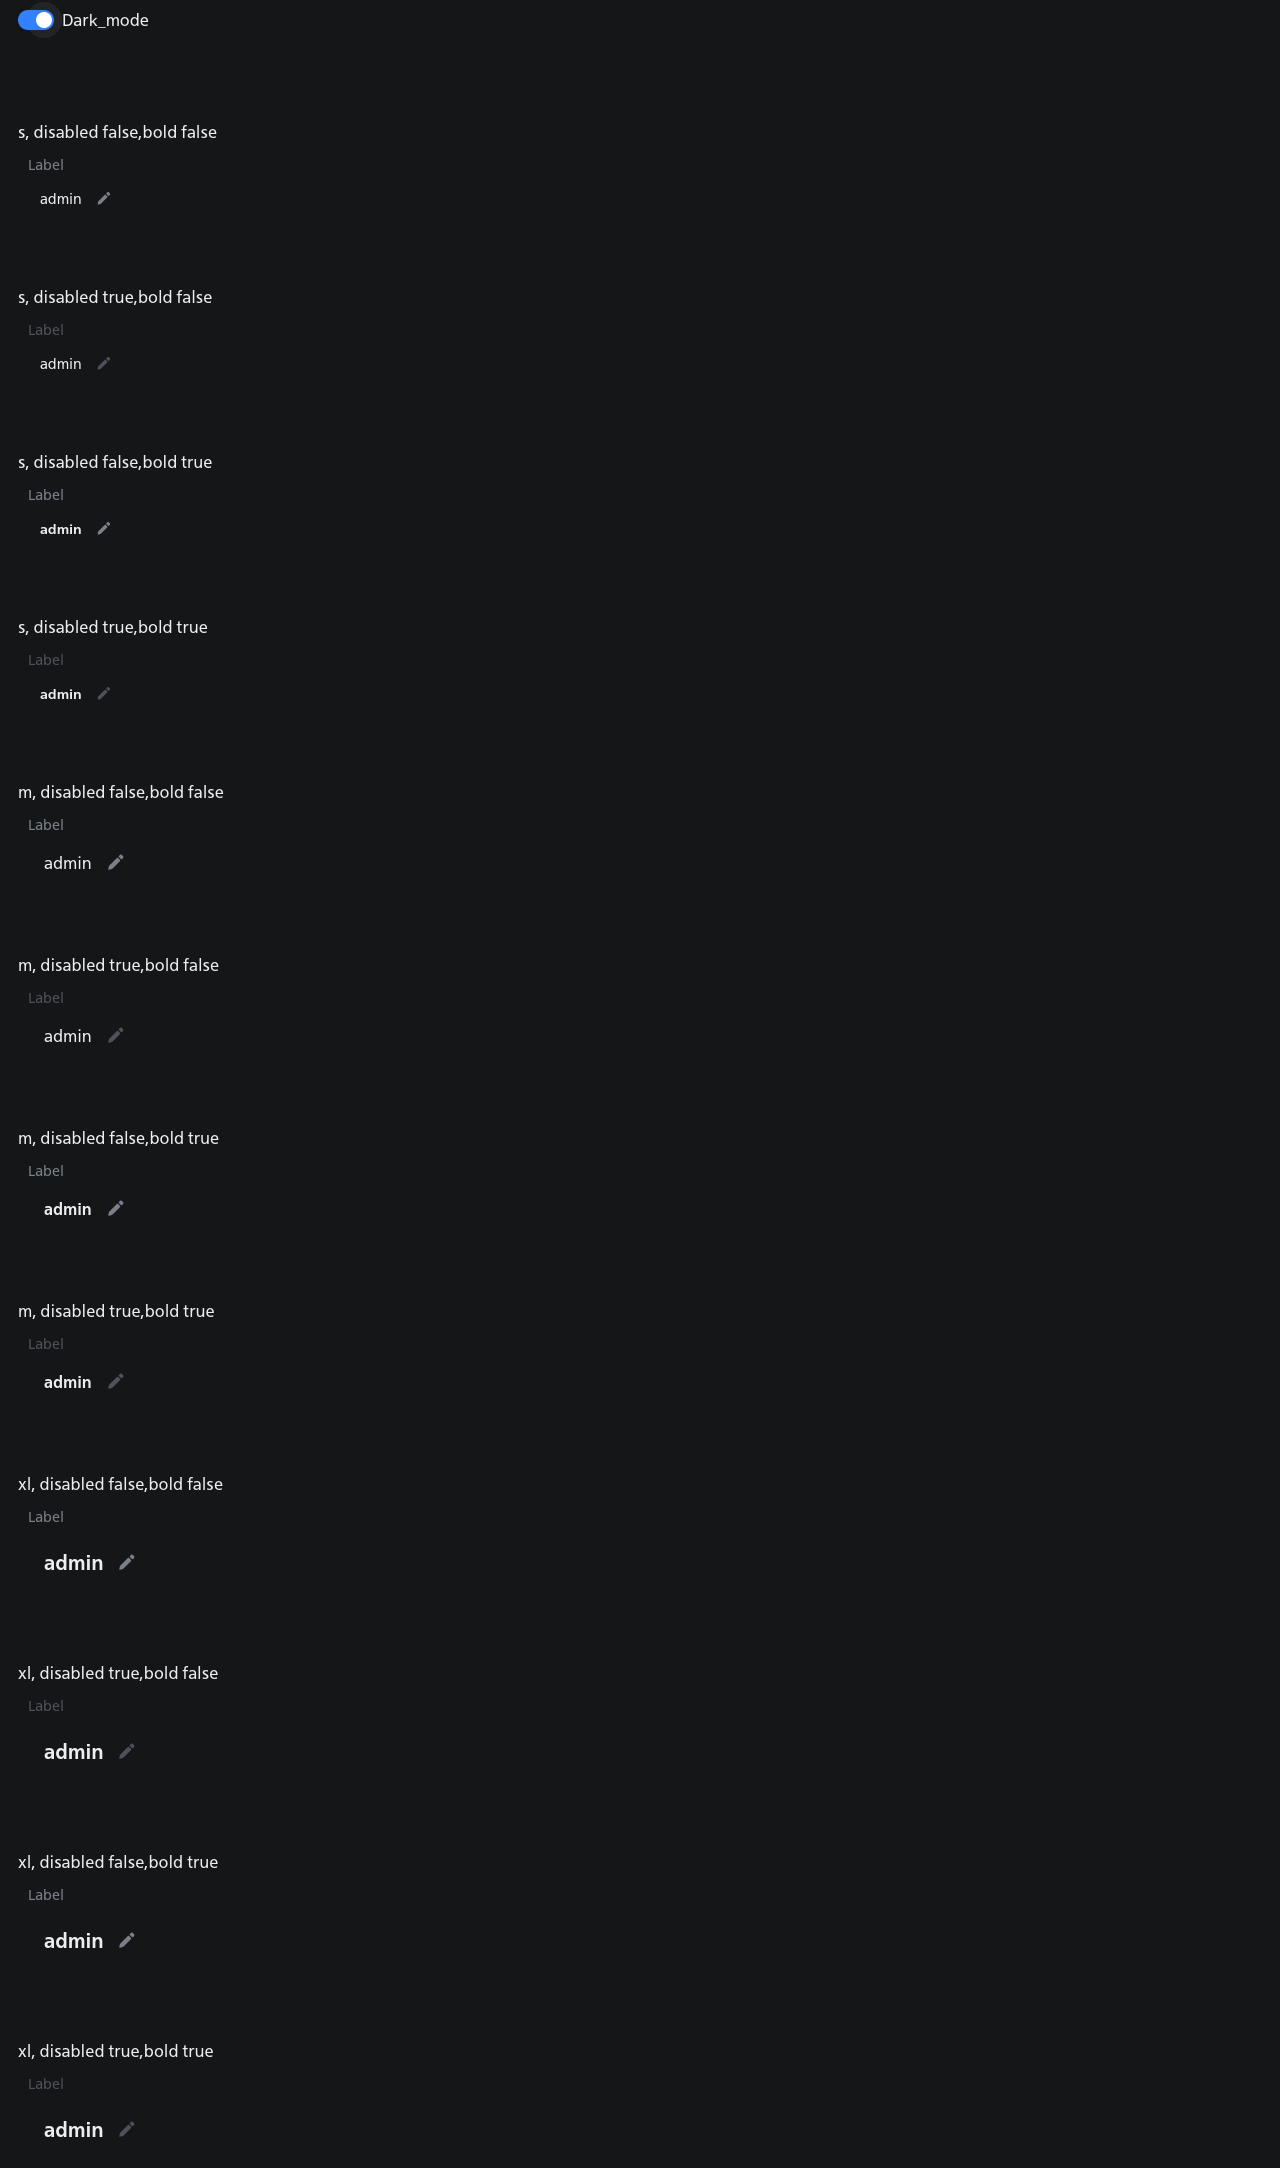 Dark_mode
s, disabled false,bold false
Label
admin
s, disabled true,bold false
Label
admin
s, disabled false,bold true
Label
admin
s, disabled true,bold true
Label
admin
m, disabled false,bold false
Label
admin
m, disabled true,bold false
Label
admin
m, disabled false,bold true
Label
admin
m, disabled true,bold true
Label
admin
xl, disabled false,bold false
Label
admin
xl, disabled true,bold false
Label
admin
xl, disabled false,bold true
Label
admin
xl, disabled true,bold true
Label
admin